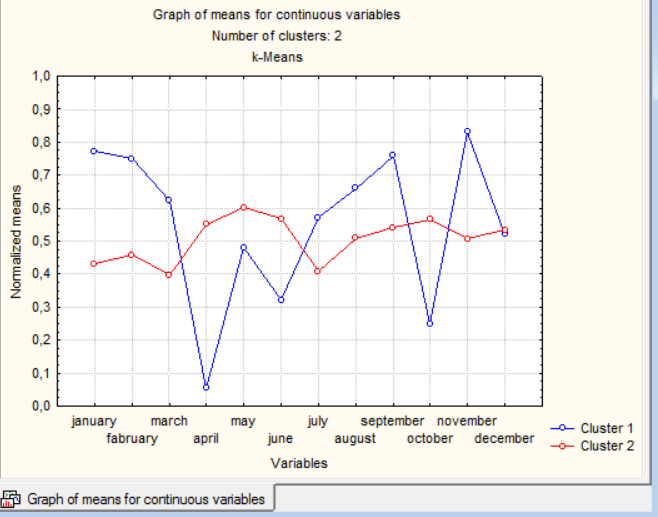 Graph of means for continuous variables
Number of clusters: 2
k-Means
1,0
0,9
0,8
0,7
0,6
0,5
0,4
0,3
0,2
0,1
0,0
Normalized means
january march may july september november
fabruary april june august october december
Variables
Cluster 1
Cluster 2
Graph of means for continuous variables